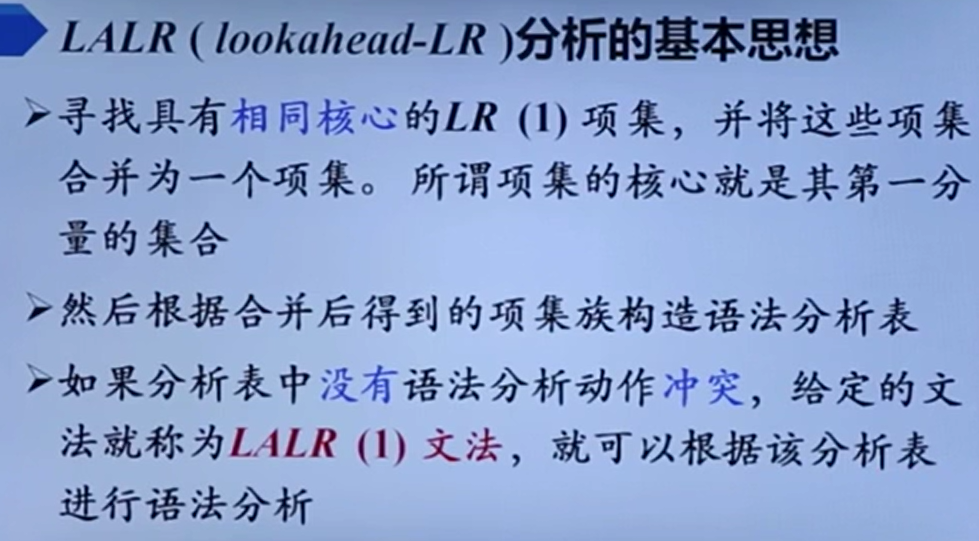 LALR ( lookahead-LR )分析的基本思想
➢寻找具有相同核心的LR (1) 项集，并将这些项集
合并为一个项集。 所谓项集的核心就是其第一分
量的集合
➢然后根据合并后得到的项集族构造语法分析表
➢如果分析表中没有语法分析动作冲突，给定的文
法就称为LALR (1) 文法，就可以根据该分析表
进行语法分析